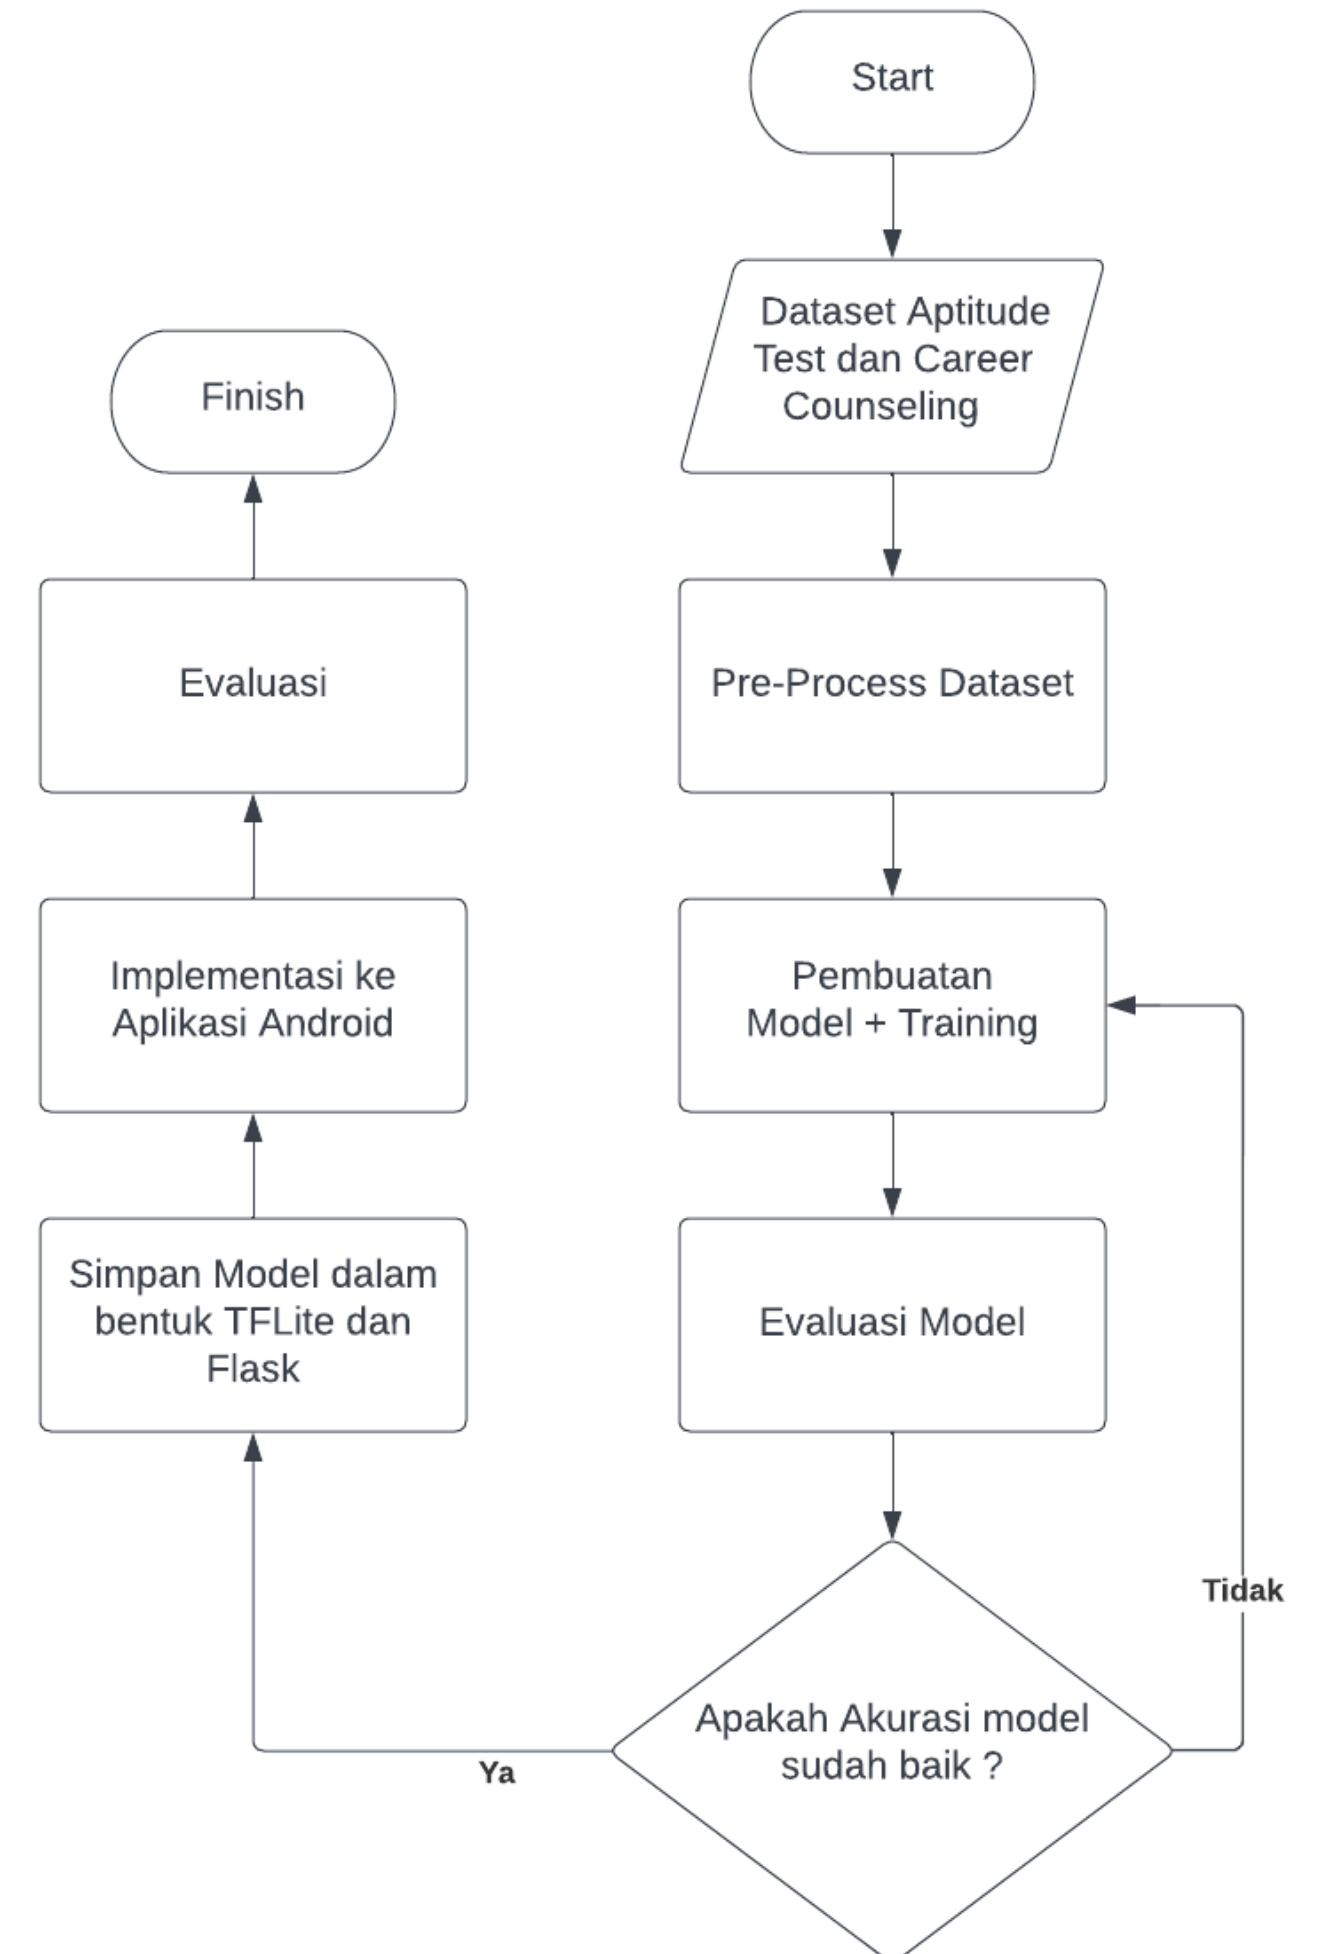 Start
Dataset Aptitude
Test dan Career
Counseling
Pre-Process Dataset
Pembuatan
Model + Training
Evaluasi Model
Apakah Akurasi model
sudah baik ?
Tidak
Ya
Simpan Model dalam
bentuk TFLite dan
Flask
Implementasi ke
Aplikasi Android
Evaluasi
Finish